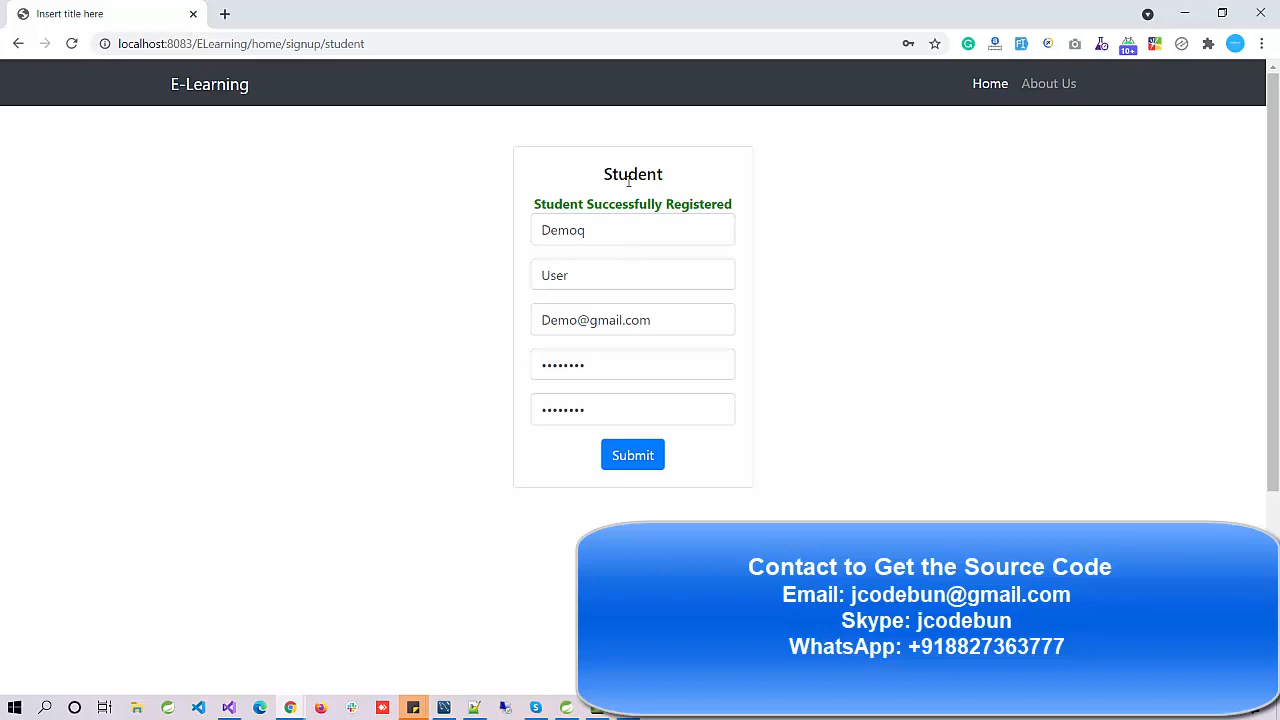 Insert title here
localhost:8083/ELearning/home/signup/student
10+
E-Learning
Home
About Us
Student
Student Successfully Registered
Demoq
User
Demo@gmail.com
••••••••
••••••••
Submit
Contact to Get the Source Code
Email: jcodebun@gmail.com
Skype: jcodebun
WhatsApp: +918827363777